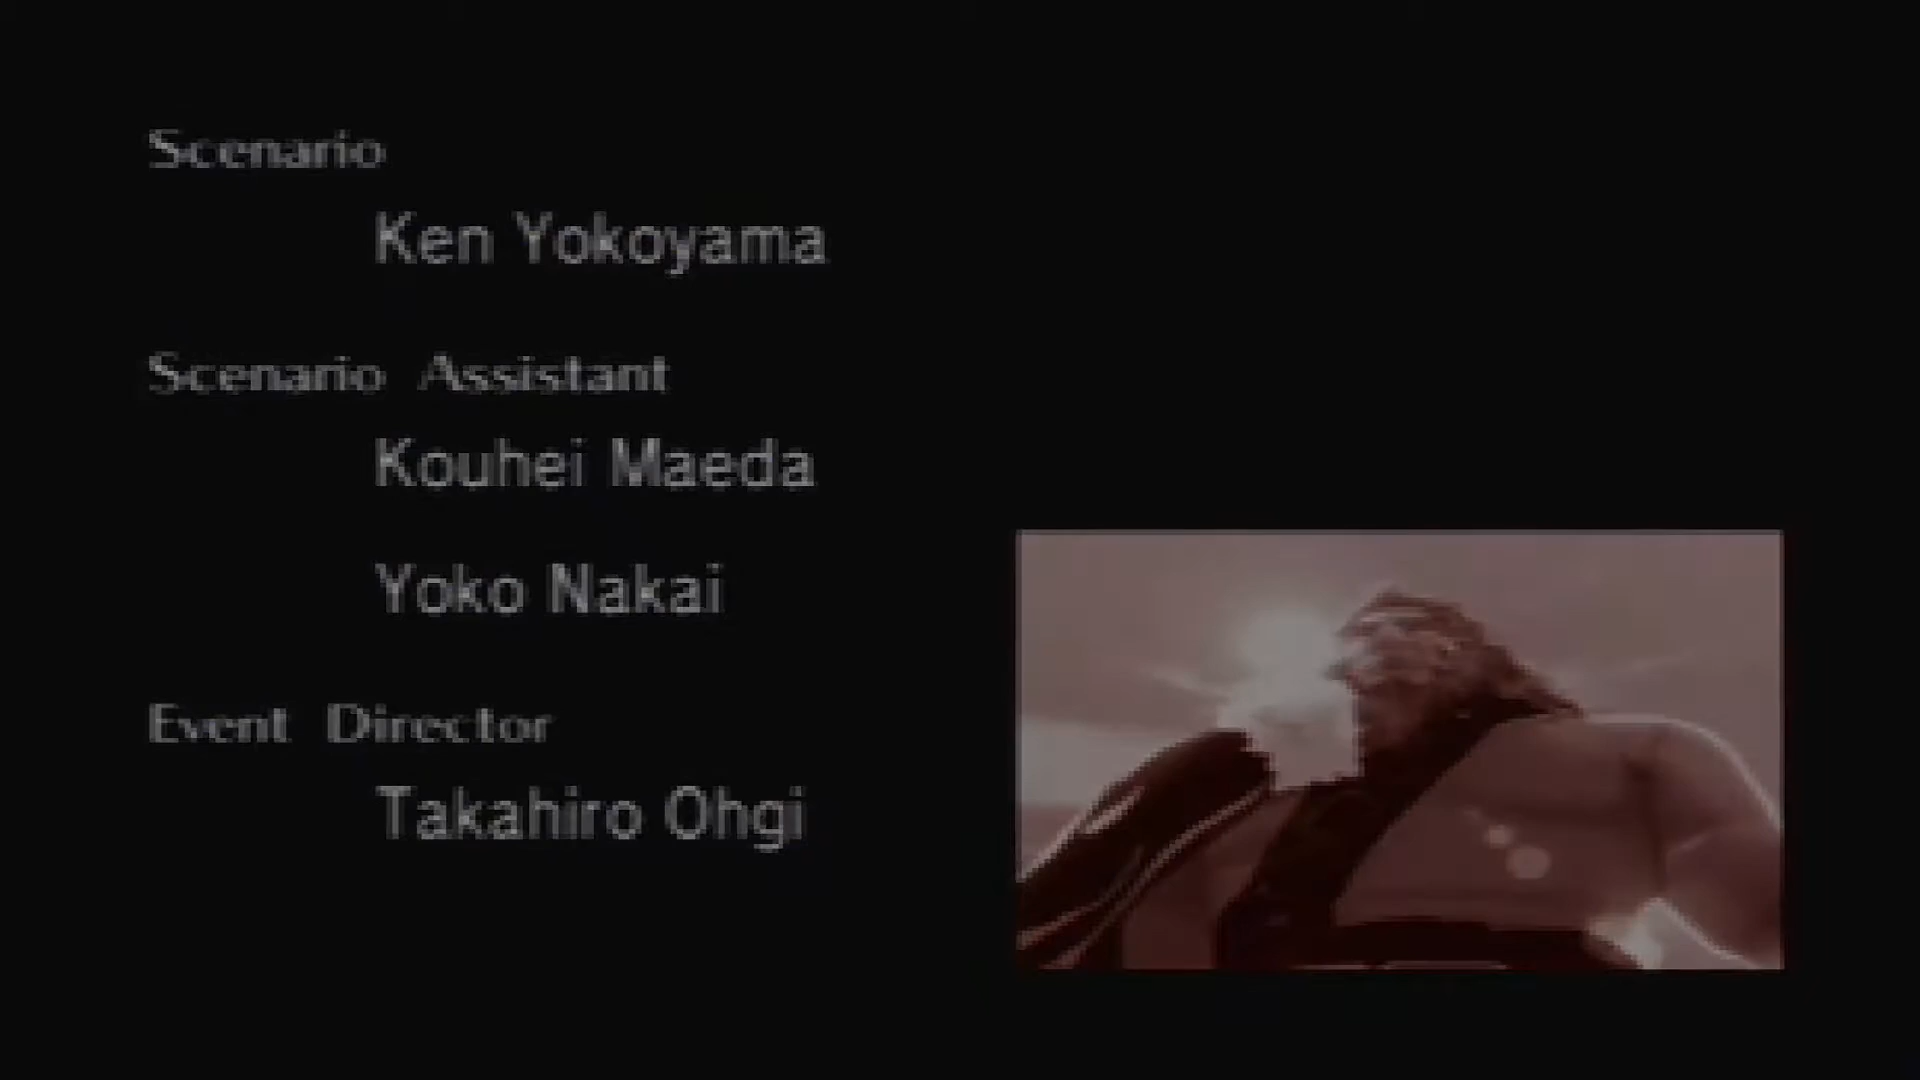 Scenario
Ken Yokoyama
Scenario Assistant
Kouhei Maeda
Yoko Nakai
Event Director
Takahiro Ohgi